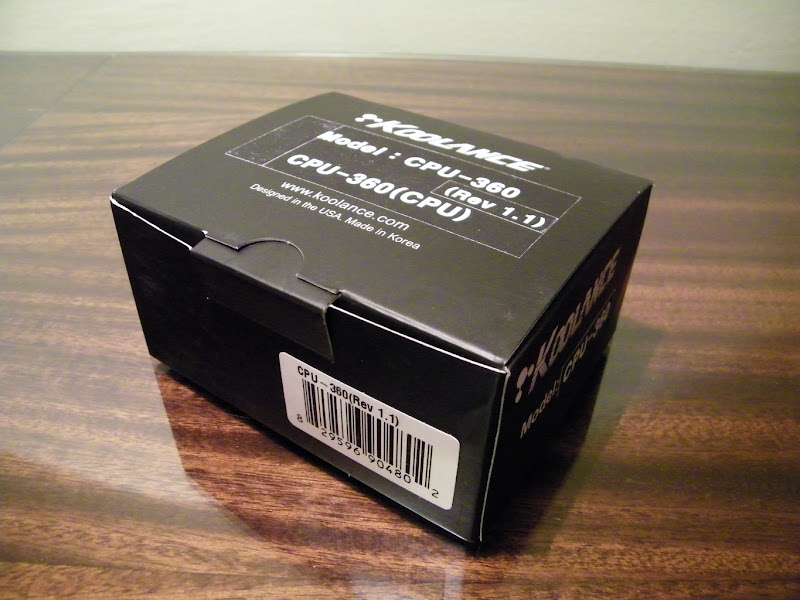 KOOLANCE
Model : CPU-360
(Rev 1.1)
CPU-360(CPU)
www.koolance.com
Designed in the USA. Made in Korea
CPU-360(Rev 1.1)
8 29596 90480 2
KOOLANCE
Model: CPU-360